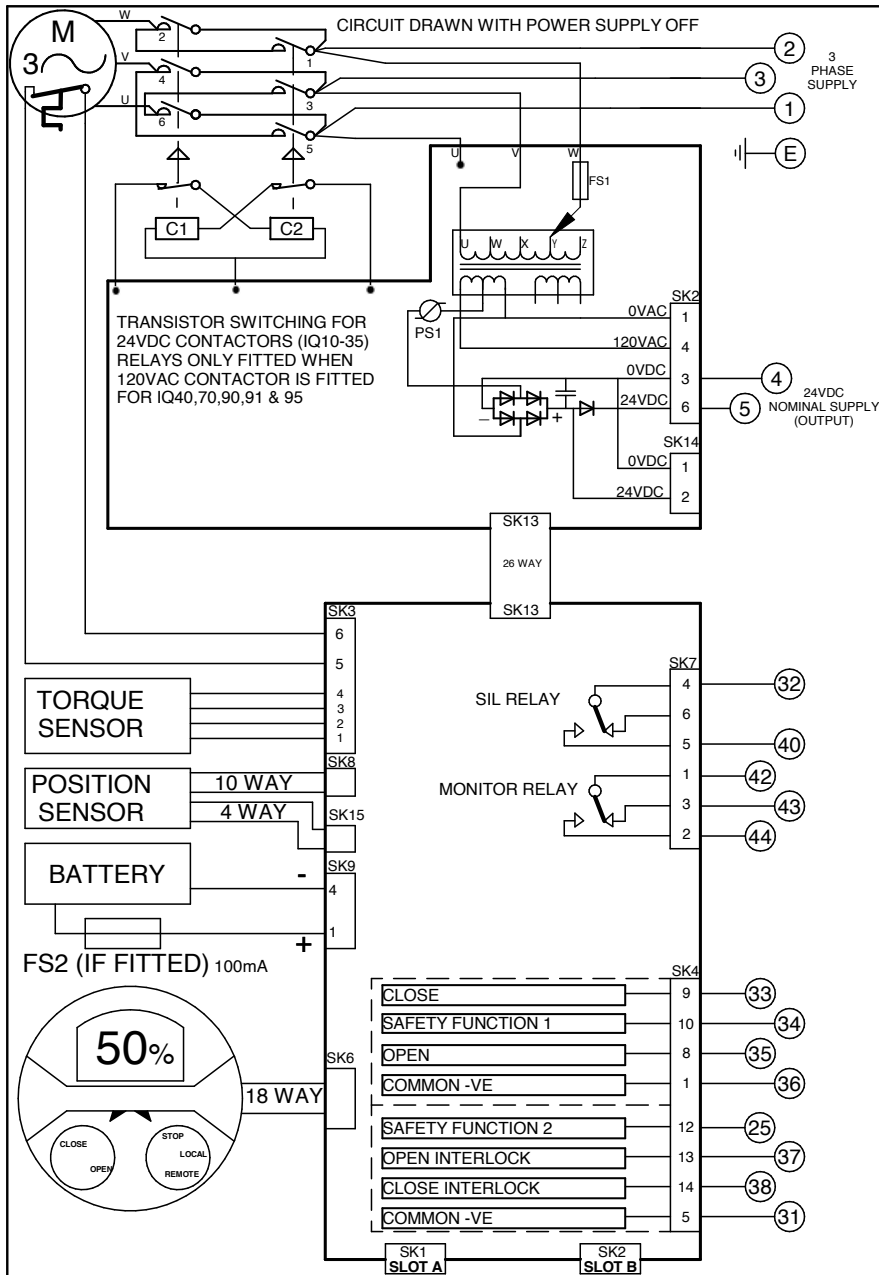 CIRCUIT DRAWN WITH POWER SUPPLY OFF
M
3
W
V
U
2
4
6
1
3
5
2
3
1
E
3
PHASE
SUPPLY
U
V
W
FS1
C1
C2
U W X Y Z
PS1
TRANSISTOR SWITCHING FOR
24VDC CONTACTORS (IQ10-35)
RELAYS ONLY FITTED WHEN
120VAC CONTACTOR IS FITTED
FOR IQ40,70,90,91 & 95
SK2
0VAC 1
120VAC 4
0VDC 3 4
24VDC 6 5
24VDC
NOMINAL SUPPLY
(OUTPUT)
– +
SK14
0VDC 1
24VDC 2
SK13
26 WAY
SK13
SK3
6
5
4
3
2
1
TORQUE
SENSOR
POSITION
SENSOR
10 WAY
4 WAY
SK8
SK15
BATTERY
SK9
- 4
+ 1
FS2 (IF FITTED) 100mA
50%
CLOSE
OPEN
STOP
LOCAL
REMOTE
18 WAY
SK6
SK7
SIL RELAY
4 32
6
5 40
MONITOR RELAY
1 42
3 43
2 44
SK4
CLOSE 9 33
SAFETY FUNCTION 1 10 34
OPEN 8 35
COMMON -VE 1 36
SAFETY FUNCTION 2 12 25
OPEN INTERLOCK 13 37
CLOSE INTERLOCK 14 38
COMMON -VE 5 31
SK1
SLOT A
SK2
SLOT B